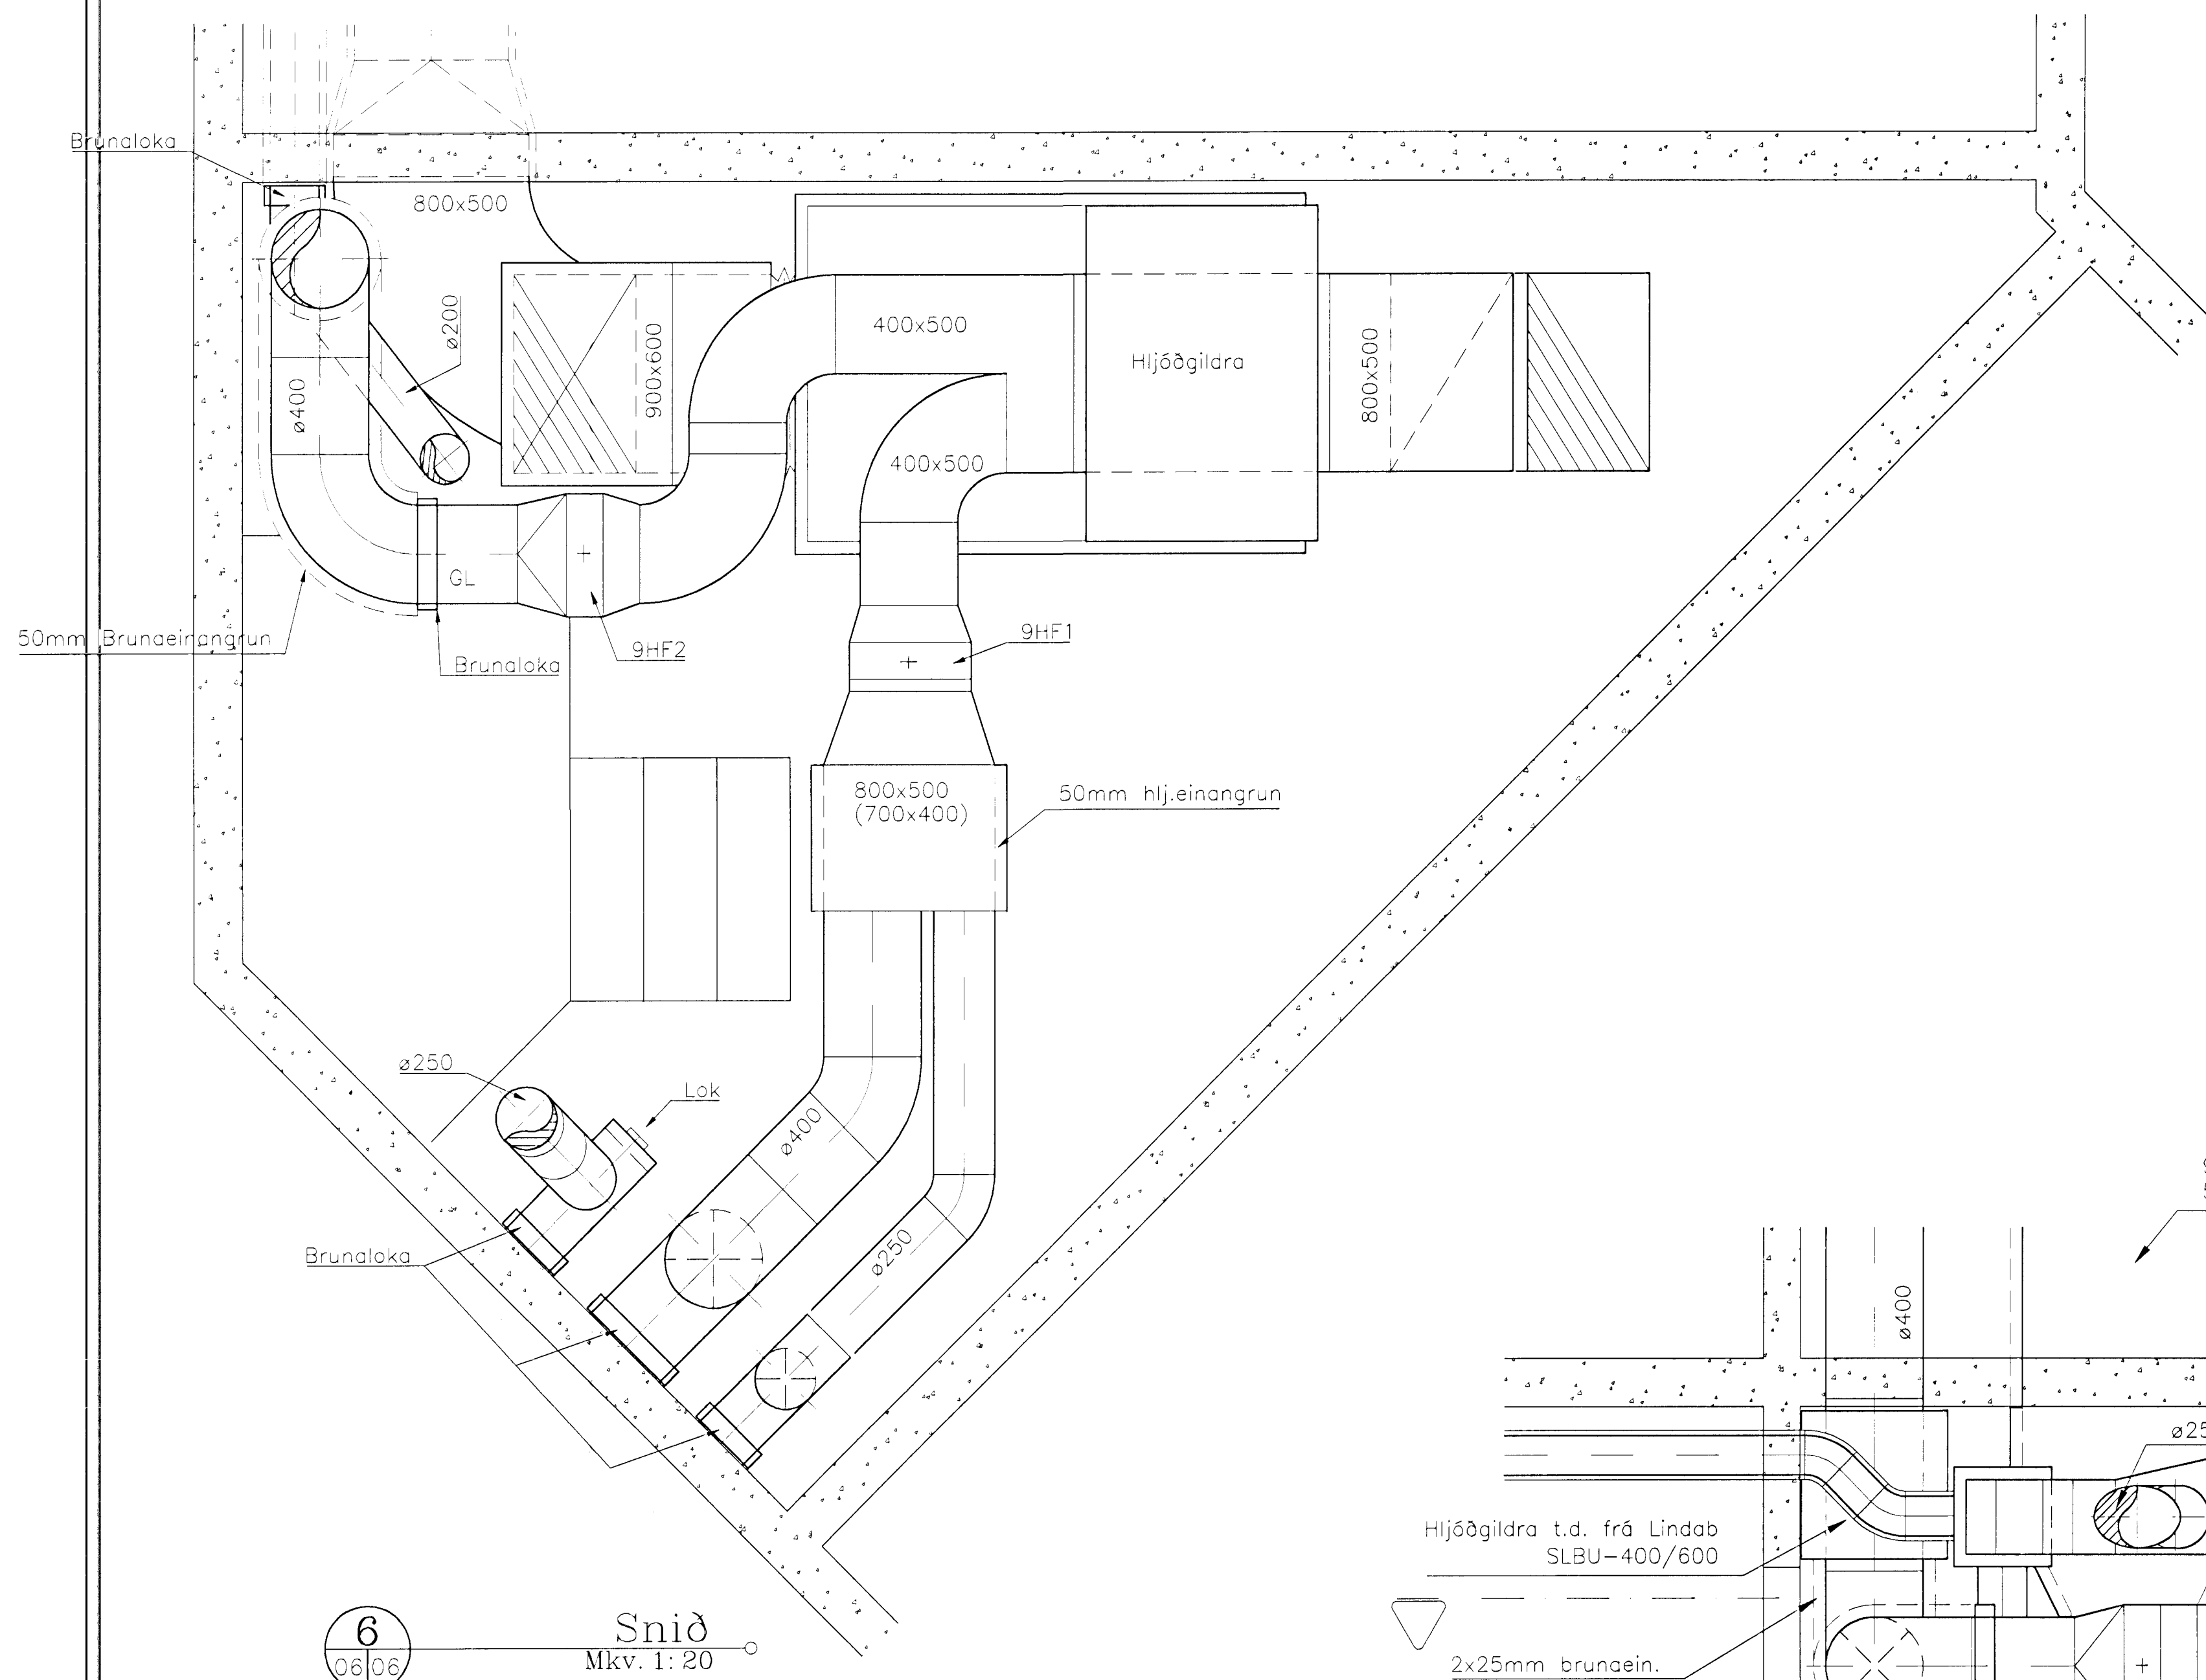 Brunaloka
800x500
ø200
ø400
900x600
400x500
400x500
Hljóðgildra
800x500
GL
50mm Brunaeinangrun
Brunaloka
9HF2
9HF1
800x500
(700x400)
50mm hlj.einangrun
ø250
Lok
ø400
ø250
Brunaloka
ø400
Hljóðgildra t.d. frá Lindab
SLBU-400/600
2x25mm brunaein.
6
06 06
Snið
Mkv. 1:20